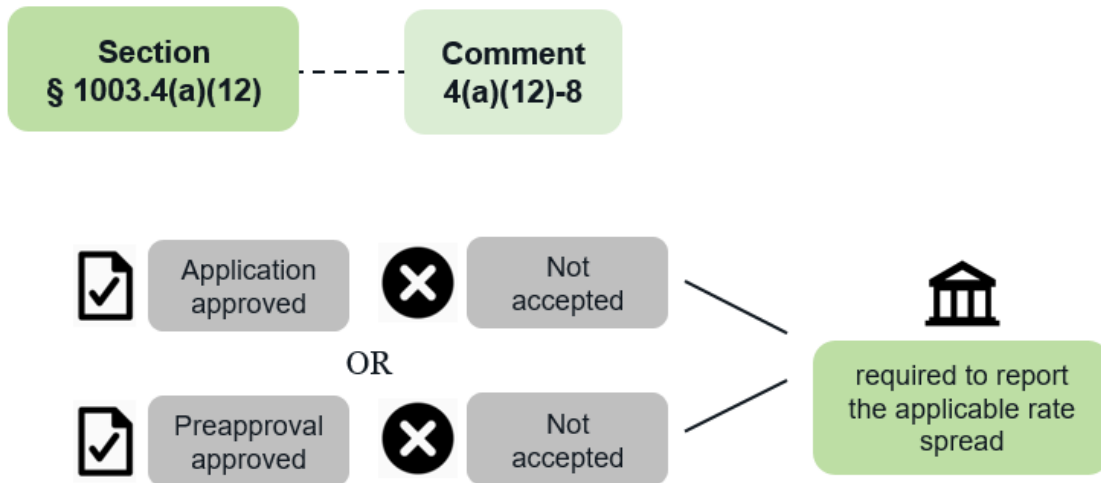 Section
§ 1003.4(a)(12)
Comment
4(a)(12)-8
Application
approved
Not
accepted
OR
Preapproval
approved
Not
accepted
required to report
the applicable rate
spread